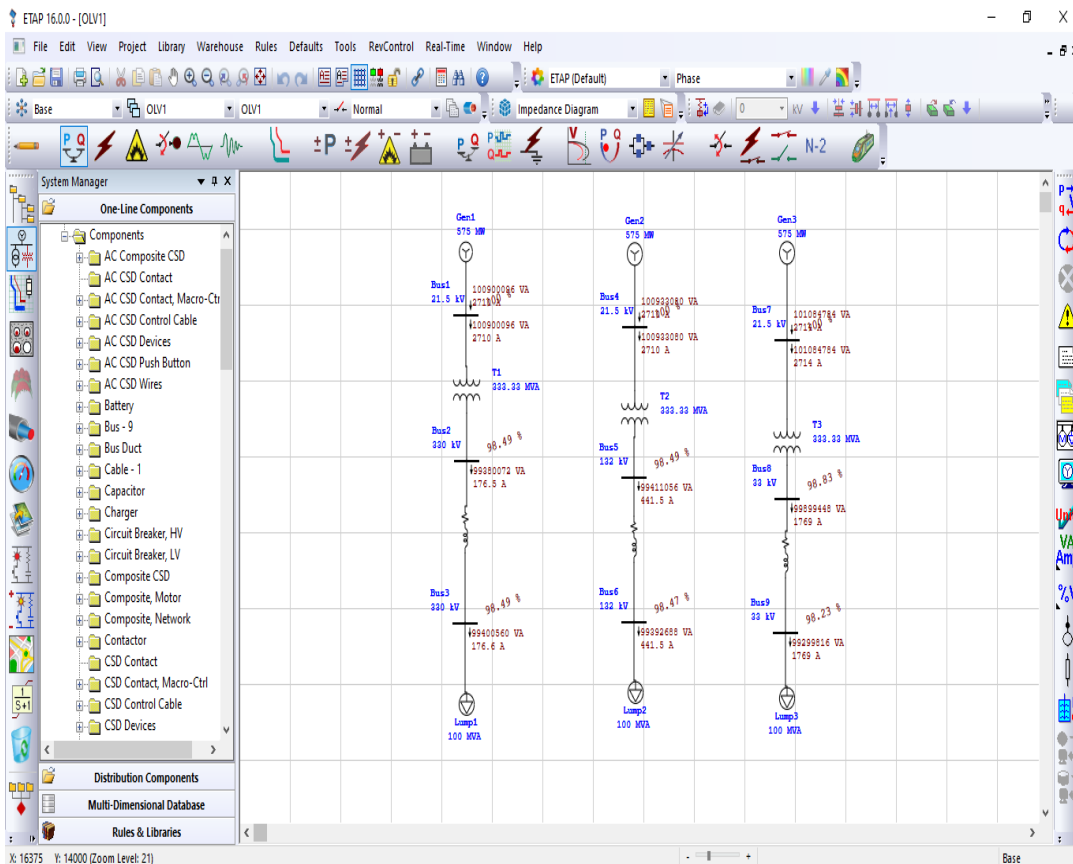 ETAP 16.0.0 - [OLV1]
File Edit View Project Library Warehouse Rules Defaults Tools RevControl Real-Time Window Help
ETAP (Default) Phase
Base OLV1 OLV1 Normal Impedance Diagram 0 kV
P Q ±P P Q V P Q N-2
System Manager
One-Line Components
Components
AC Composite CSD
AC CSD Contact
AC CSD Contact, Macro-Ctr
AC CSD Control Cable
AC CSD Devices
AC CSD Push Button
AC CSD Wires
Battery
Bus - 9
Bus Duct
Cable - 1
Capacitor
Charger
Circuit Breaker, HV
Circuit Breaker, LV
Composite CSD
Composite, Motor
Composite, Network
Contactor
CSD Contact
CSD Contact, Macro-Ctrl
CSD Control Cable
CSD Devices
Distribution Components
Multi-Dimensional Database
Rules & Libraries
Gen1
575 MW
Bus1
21.5 kV
100900096 VA
100900096 VA
2710 A
T1
333.33 MVA
Bus2
330 kV
98.49 %
99380072 VA
176.5 A
Bus3
330 kV
98.49 %
99400560 VA
176.6 A
Lump1
100 MVA
Gen2
575 MW
Bus4
21.5 kV
100933080 VA
100933080 VA
2710 A
T2
333.33 MVA
Bus5
132 kV
98.49 %
99411056 VA
441.5 A
Bus6
132 kV
98.47 %
99392688 VA
441.5 A
Lump2
100 MVA
Gen3
575 MW
Bus7
21.5 kV
101084784 VA
101084784 VA
2714 A
T3
333.33 MVA
Bus8
33 kV
98.83 %
99899448 VA
1769 A
Bus9
33 kV
98.23 %
99299816 VA
1769 A
Lump3
100 MVA
X: 16375 Y: 14000 (Zoom Level: 21)
- +
Base